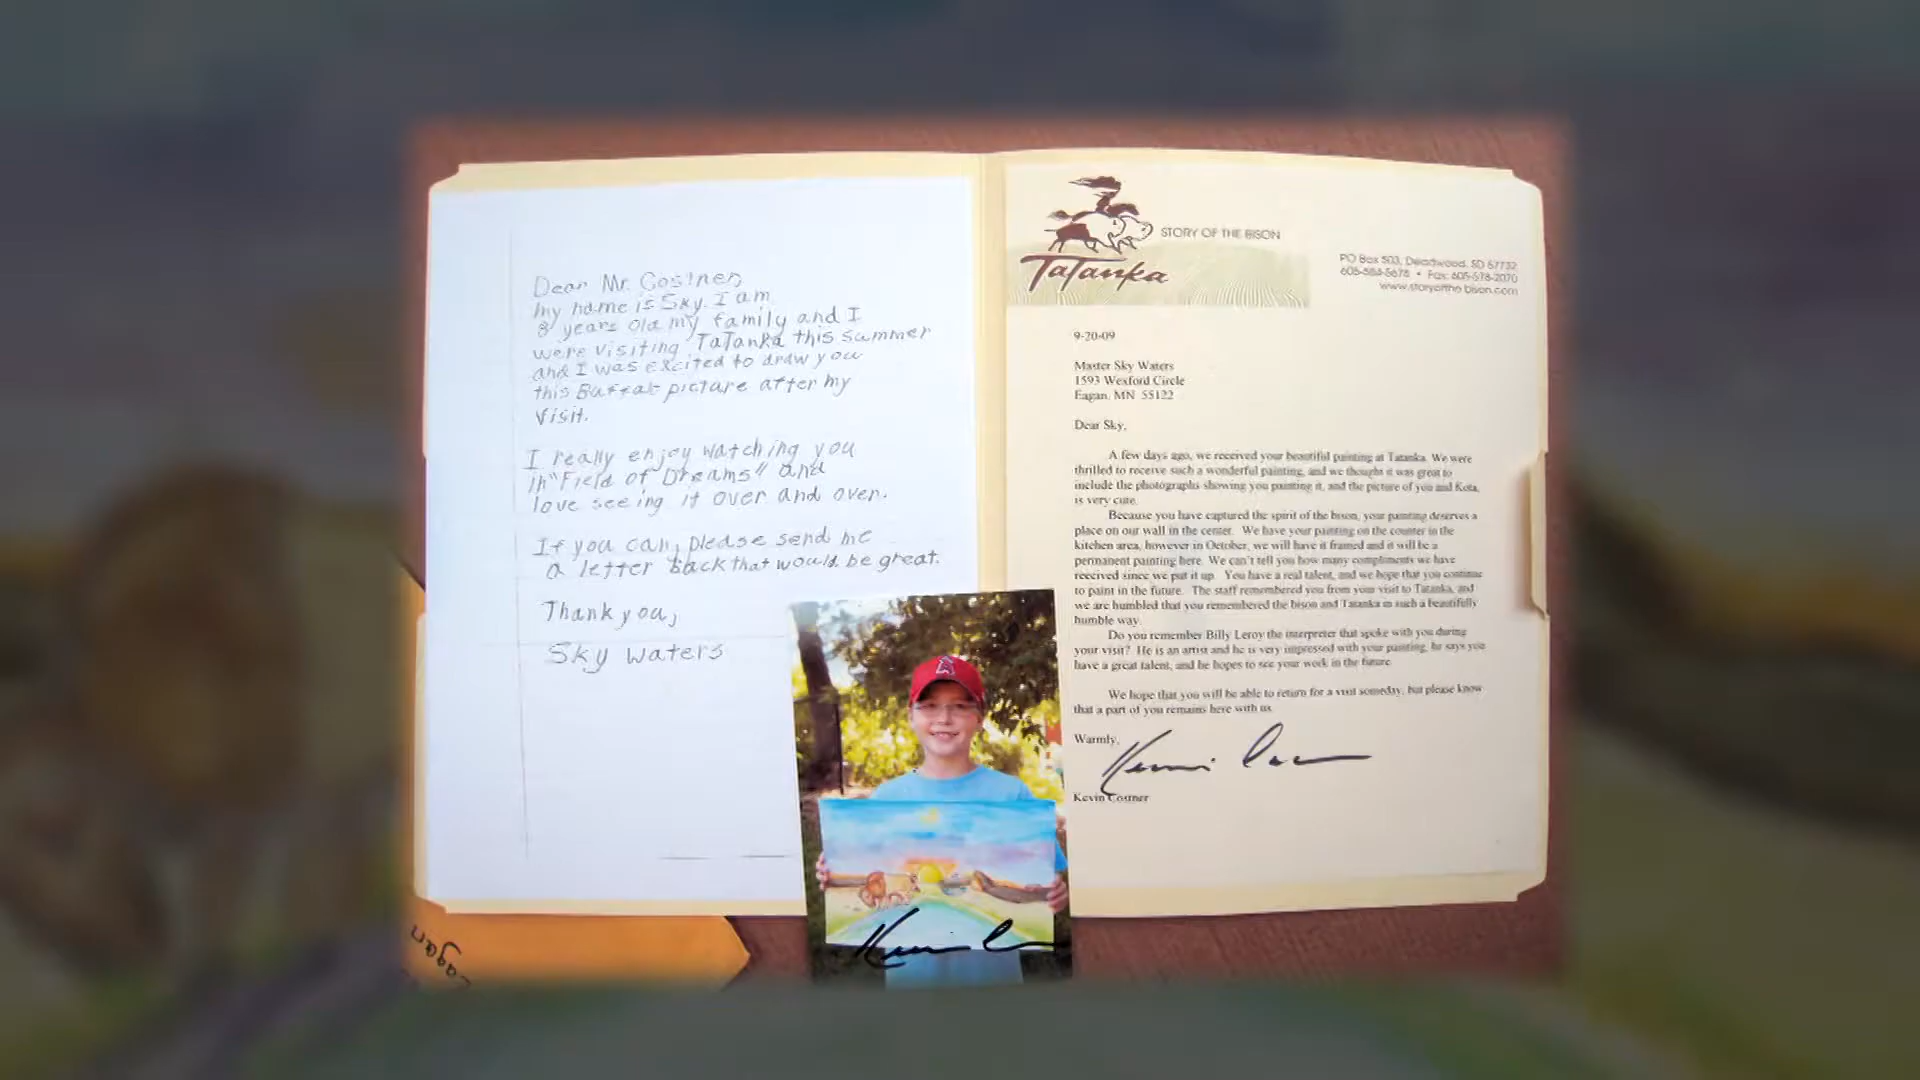 Dear Mr. Costner,
my name is Sky. I am
8 years old my family and I
were visiting TaTanka this summer
and I was excited to draw you
this Buffalo picture after my
visit.
I really enjoy watching you
in "Field of Dreams" and
love seeing it over and over.
If you can, please send me
a letter back that would be great.
Thank you,
Sky Waters
STORY OF THE BISON
TaTanka
PO Box 503, Deadwood, SD 57732
605-584-5678 • Fax: 605-578-2070
www.storyofthe bison.com
9-20-09
Master Sky Waters
1593 Wexford Circle
Eagan, MN 55122
Dear Sky,
A few days ago, we received your beautiful painting at Tatanka. We were
thrilled to receive such a wonderful painting, and we thought it was great to
include the photographs showing you painting it, and the picture of you and Kota,
is very cute.
Because you have captured the spirit of the bison, your painting deserves a
place on our wall in the center. We have your painting on the counter in the
kitchen area, however in October, we will have it framed and it will be a
permanent painting here. We can't tell you how many compliments we have
received since we put it up. You have a real talent, and we hope that you continue
to paint in the future. The staff remembered you from your visit to Tatanka, and
we are humbled that you remembered the bison and Tatanka in such a beautifully
humble way.
Do you remember Billy Leroy the interpreter that spoke with you during
your visit? He is an artist and he is very impressed with your painting, he says you
have a great talent, and he hopes to see your work in the future.
We hope that you will be able to return for a visit someday, but please know
that a part of you remains here with us.
Warmly,
Kevin Costner
A
Eagan